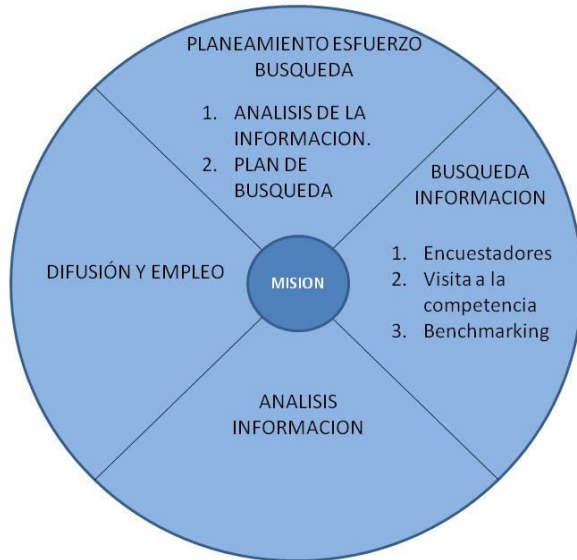 PLANEAMIENTO ESFUERZO
BUSQUEDA
1. ANALISIS DE LA
INFORMACION.
2. PLAN DE
BUSQUEDA
BUSQUEDA
INFORMACION
1. Encuestadores
2. Visita a la
competencia
3. Benchmarking
DIFUSIÓN Y EMPLEO
MISION
ANALISIS
INFORMACION